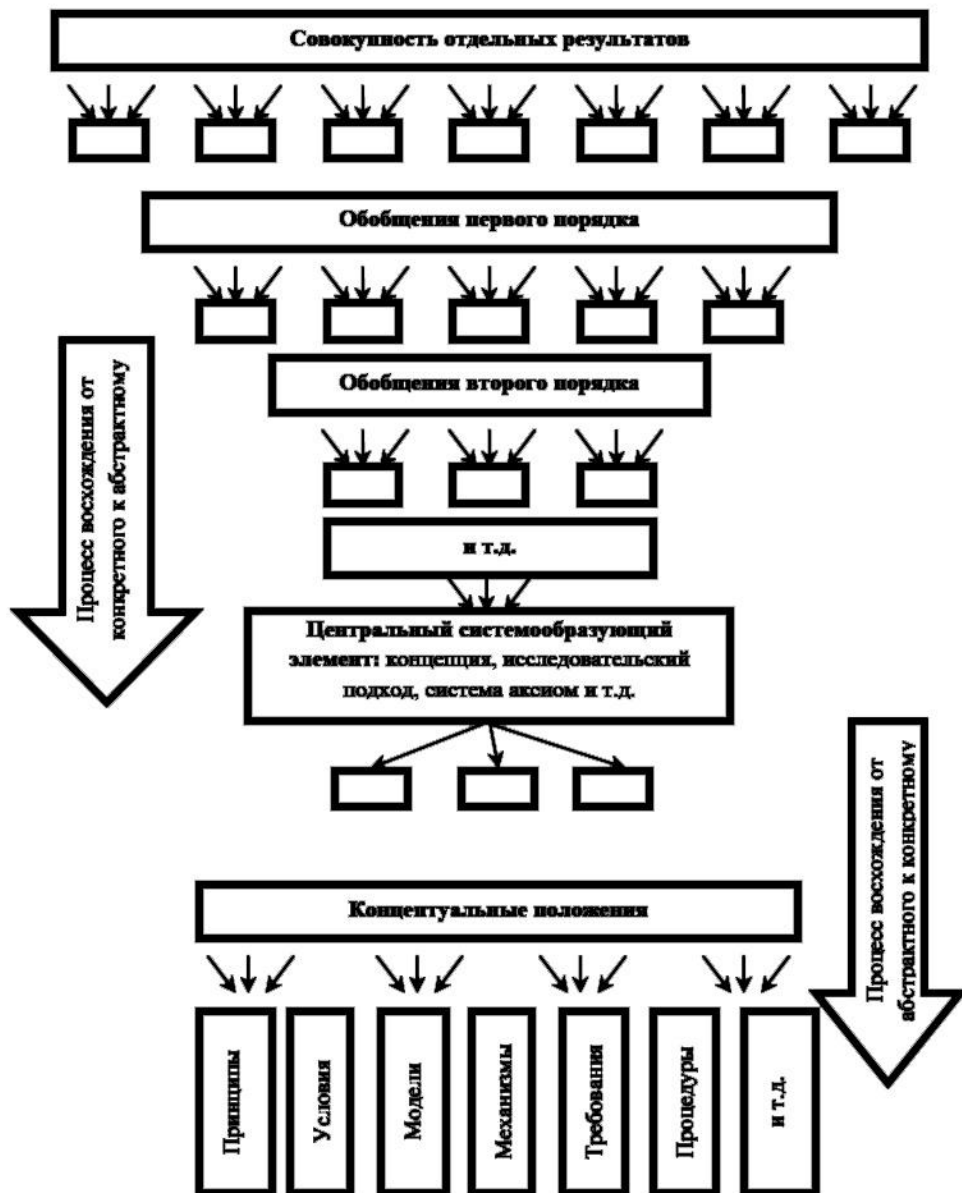 Совокупность отдельных результатов
Обобщения первого порядка
Обобщения второго порядка
Процесс восхождения от
конкретного к абстрактному
и т.д.
Центральный системообразующий
элемент: концепция, исследовательский
подход, система аксиом и т.д.
Процесс восхождения от
абстрактного к конкретному
Концептуальные положения
Принципы
Условия
Модели
Механизмы
Требования
Процедуры
и т.д.